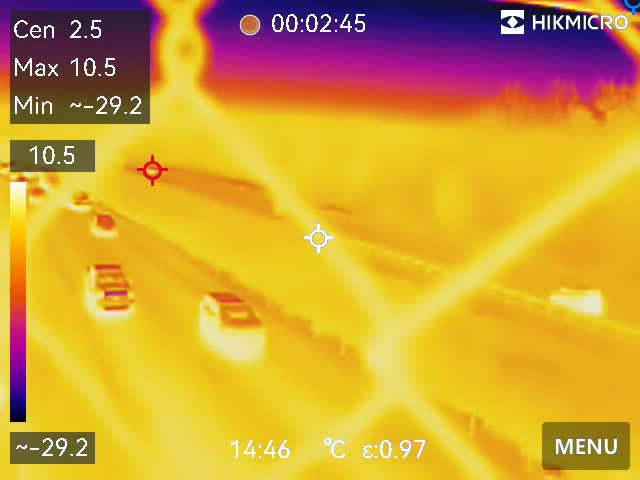 Cen 2.5
Max 10.5
Min ~-29.2
00:02:45
HIKMICRO
10.5
~-29.2
14:46 ℃ ε:0.97
MENU